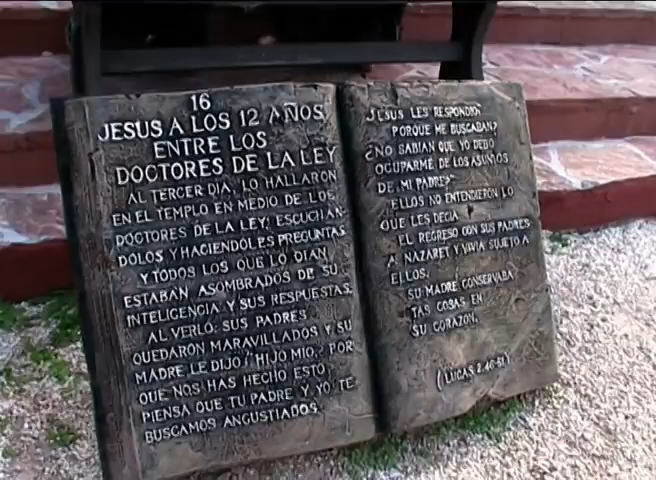 16
JESUS A LOS 12 AÑOS,
ENTRE LOS
DOCTORES DE LA LEY
AL TERCER DIA, LO HALLARON
EN EL TEMPLO EN MEDIO DE LOS
DOCTORES DE LA LEY, ESCUCHAN
DOLOS Y HACIENDOLES PREGUNTAS
Y TODOS LOS QUE LO OIAN
ESTABAN ASOMBRADOS DE SU
INTELIGENCIA Y SUS RESPUESTAS.
AL VERLO, SUS PADRES
QUEDARON MARAVILLADOS Y SU
MADRE LE DIJO: "HIJO MIO, POR
QUE NOS HAS HECHO ESTO?
PIENSA QUE TU PADRE Y YO TE
BUSCAMOS ANGUSTIADOS."
JESUS LES RESPONDIO
PORQUE ME BUSCABAN?
¿NO SABIAN QUE YO DEBO
OCUPARME DE LOS ASUNTOS
DE MI PADRE?
ELLOS NO ENTENDIERON LO
QUE LES DECIA.
EL REGRESO CON SUS PADRES
A NAZARET Y VIVIA SUJETO A
ELLOS.
SU MADRE CONSERVABA
TODAS ESTAS COSAS EN
SU CORAZON.
(LUCAS 2.46-51)